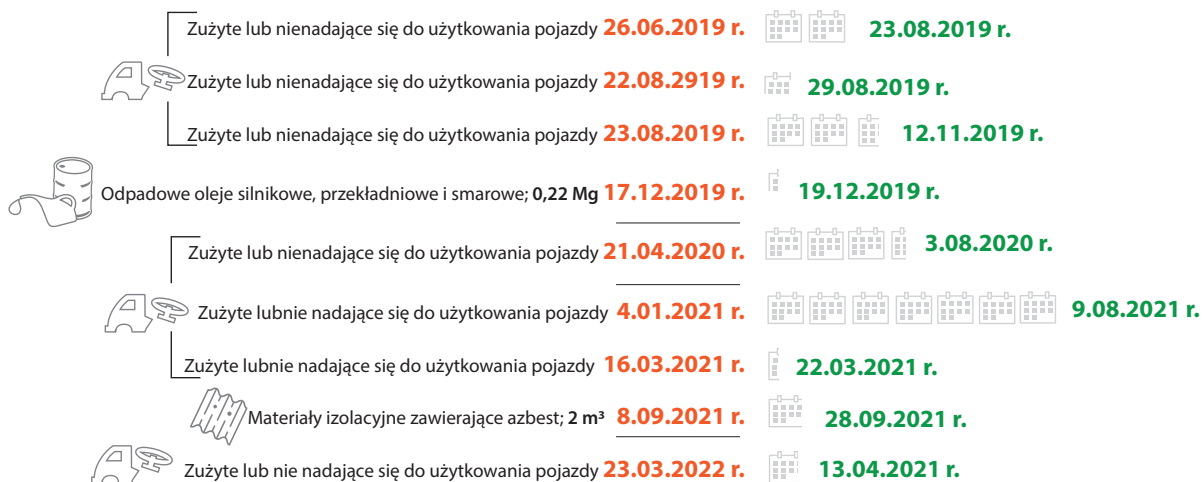 Zużyte lub nienadające się do użytkowania pojazdy 26.06.2019 r. 23.08.2019 r.
Zużyte lub nienadające się do użytkowania pojazdy 22.08.2919 r. 29.08.2019 r.
Zużyte lub nienadające się do użytkowania pojazdy 23.08.2019 r. 12.11.2019 r.
Odpadowe oleje silnikowe, przekładniowe i smarowe; 0,22 Mg 17.12.2019 r. 19.12.2019 r.
Zużyte lub nienadające się do użytkowania pojazdy 21.04.2020 r. 3.08.2020 r.
Zużyte lubnie nadające się do użytkowania pojazdy 4.01.2021 r. 9.08.2021 r.
Zużyte lubnie nadające się do użytkowania pojazdy 16.03.2021 r. 22.03.2021 r.
Materiały izolacyjne zawierające azbest; 2 m³ 8.09.2021 r. 28.09.2021 r.
Zużyte lub nie nadające się do użytkowania pojazdy 23.03.2022 r. 13.04.2021 r.